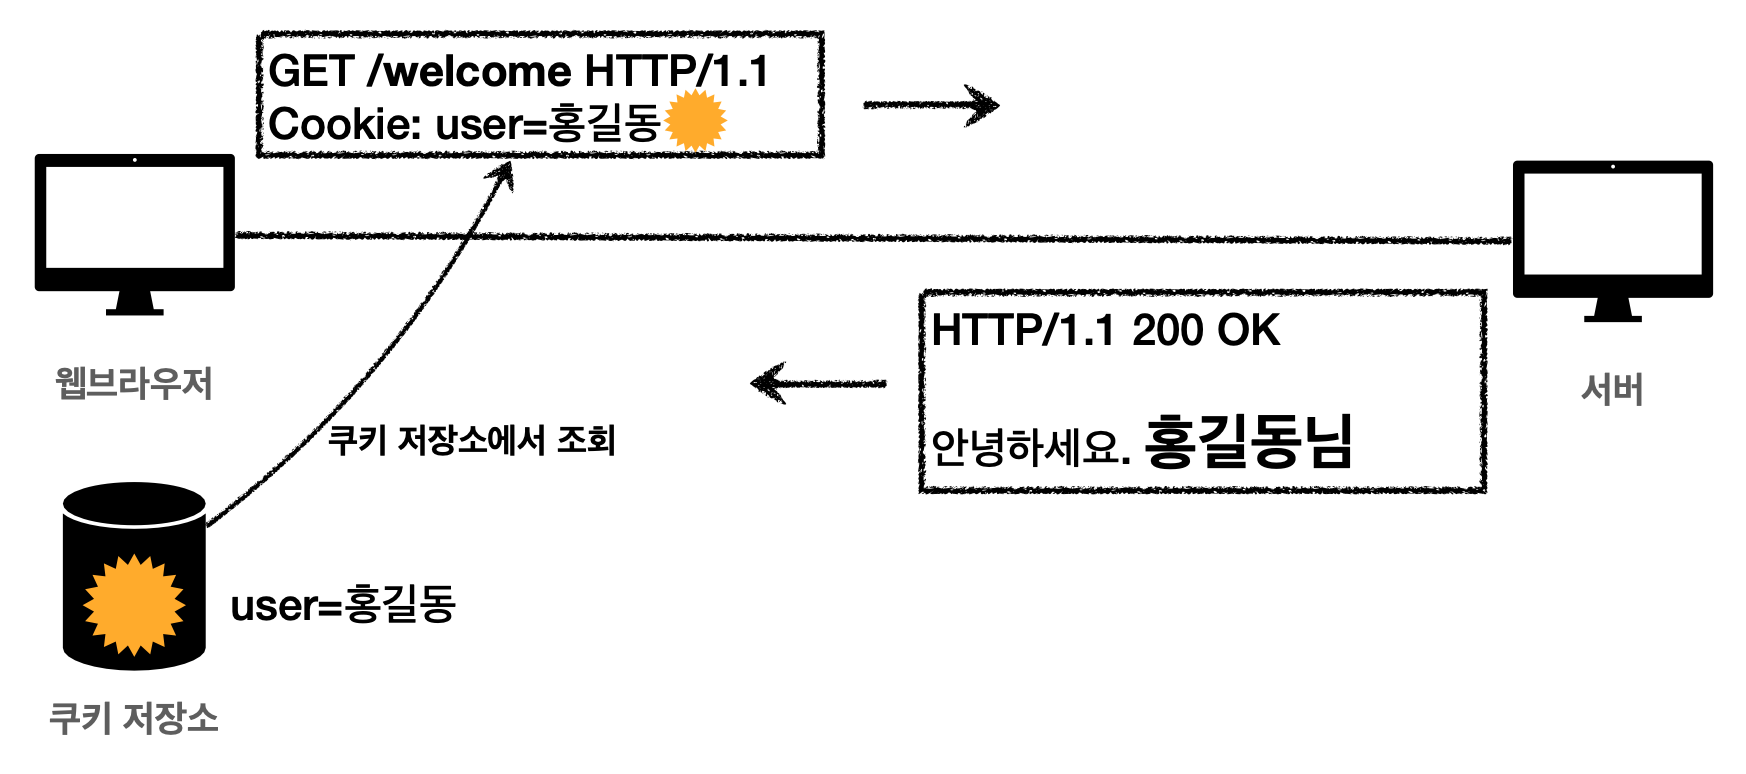 GET /welcome HTTP/1.1
Cookie: user=홍길동
웹브라우저
HTTP/1.1 200 OK
안녕하세요. 홍길동님
서버
쿠키 저장소에서 조회
user=홍길동
쿠키 저장소